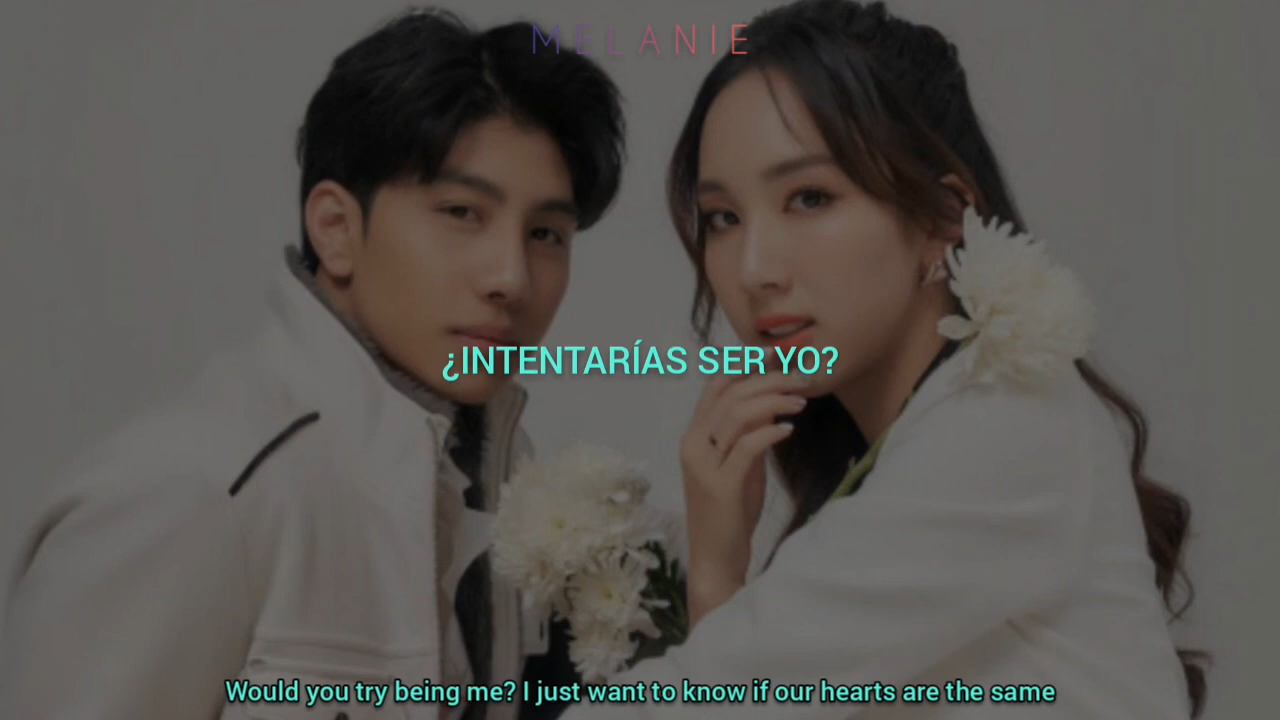 MELANIE
¿INTENTARÍAS SER YO?
Would you try being me? I just want to know if our hearts are the same